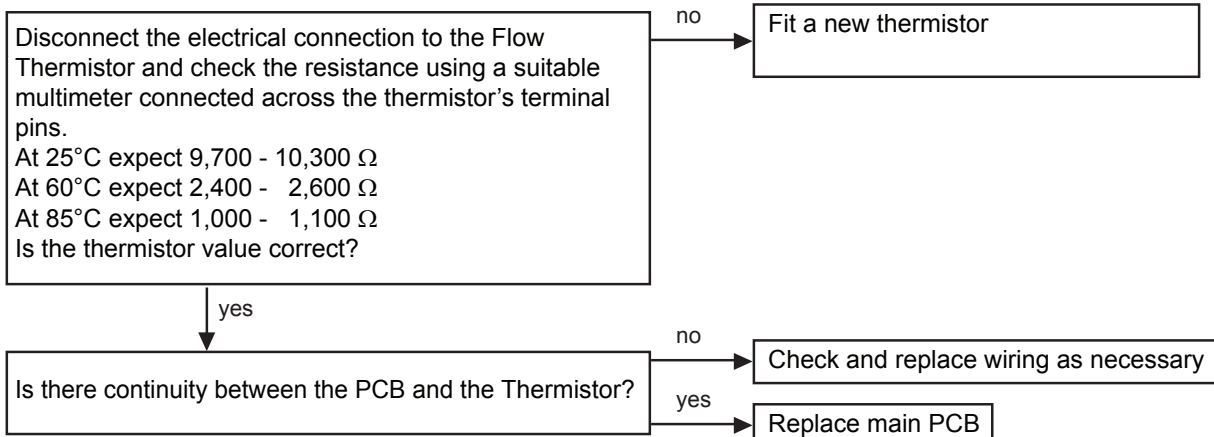 Disconnect the electrical connection to the Flow
Thermistor and check the resistance using a suitable
multimeter connected across the thermistor’s terminal
pins.
At 25°C expect 9,700 - 10,300 Ω
At 60°C expect 2,400 - 2,600 Ω
At 85°C expect 1,000 - 1,100 Ω
Is the thermistor value correct?
no
Fit a new thermistor
yes
Is there continuity between the PCB and the Thermistor?
no
Check and replace wiring as necessary
yes
Replace main PCB